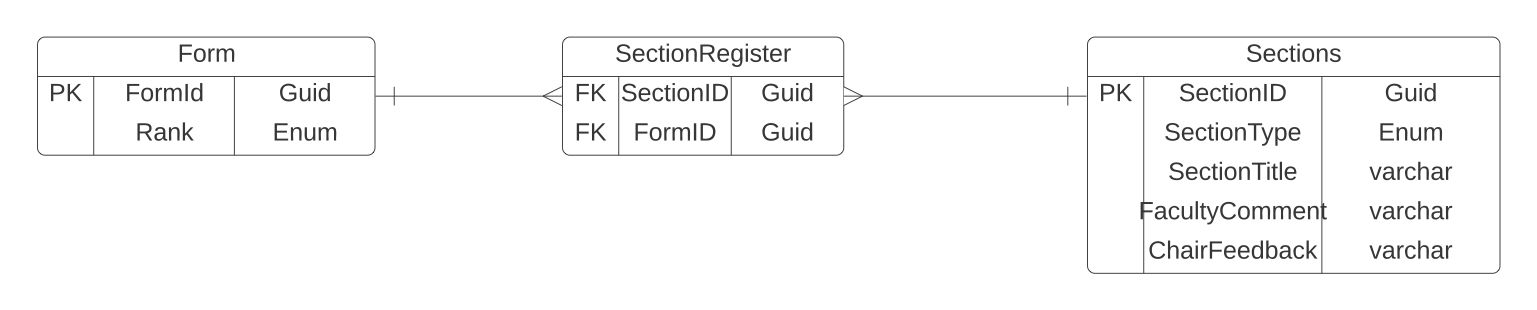 Form
PK FormId Guid
Rank Enum
SectionRegister
FK SectionID Guid
FK FormID Guid
Sections
PK SectionID Guid
SectionType Enum
SectionTitle varchar
FacultyComment varchar
ChairFeedback varchar